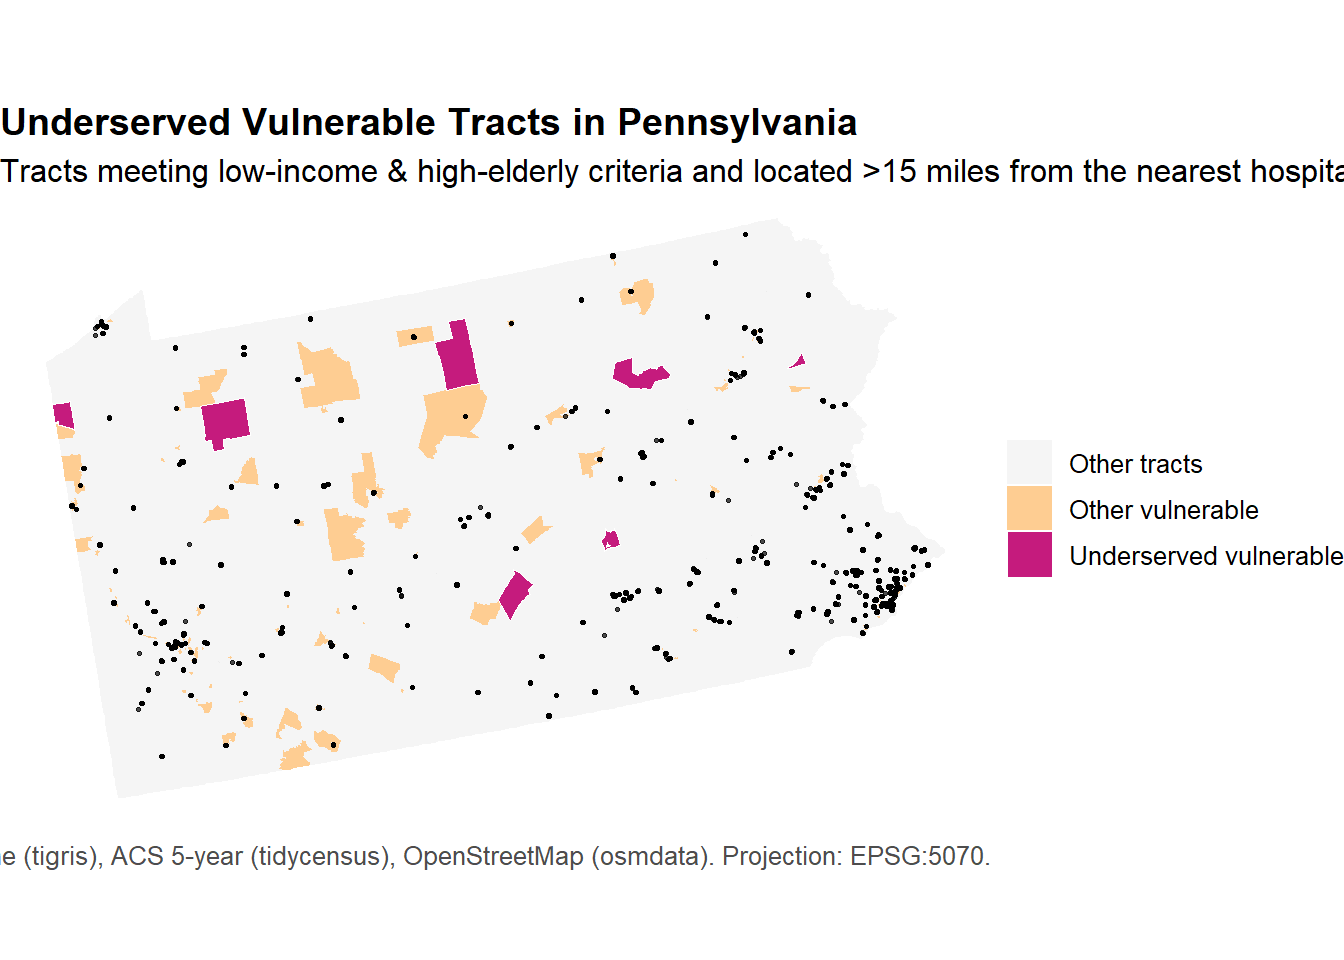 Underserved Vulnerable Tracts in Pennsylvania
Tracts meeting low-income & high-elderly criteria and located >15 miles from the nearest hospita
Other tracts
Other vulnerable
Underserved vulnerable
e (tigris), ACS 5-year (tidycensus), OpenStreetMap (osmdata). Projection: EPSG:5070.